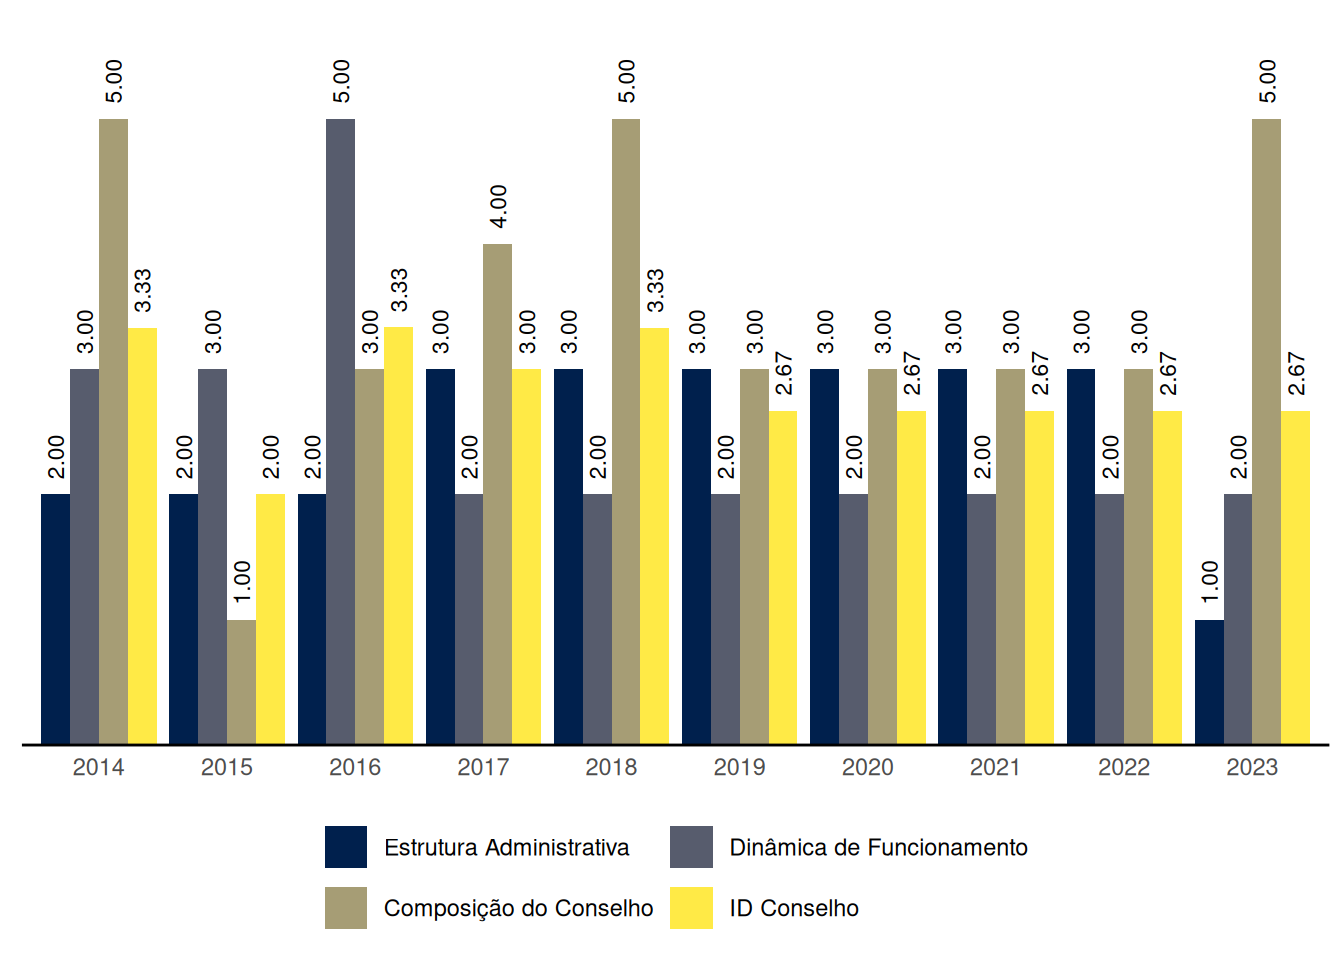 5.00 5.00 5.00 5.00
4.00
3.33 3.33 3.33
3.00 3.00 3.00 3.00 3.00 3.00 3.00 3.00 3.00 3.00 3.00 3.00 3.00 3.00
2.67 2.67 2.67 2.67 2.67
2.00 2.00 2.00 2.00 2.00 2.00 2.00 2.00 2.00 2.00 2.00
1.00 1.00
2014 2015 2016 2017 2018 2019 2020 2021 2022 2023
Estrutura Administrativa Dinâmica de Funcionamento
Composição do Conselho ID Conselho